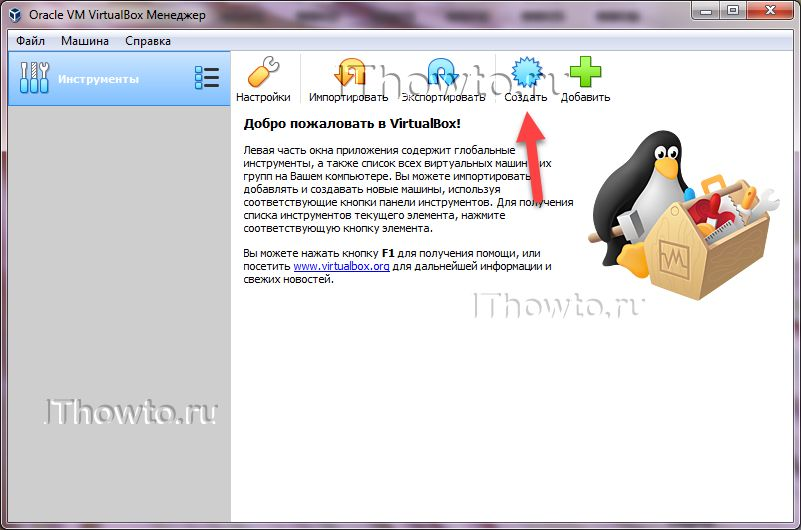 Oracle VM VirtualBox Менеджер
Файл Машина Справка
Инструменты
Настройки Импортировать Экспортировать Создать Добавить
IThowto.ru
Добро пожаловать в VirtualBox!
Левая часть окна приложения содержит глобальные
инструменты, а также список всех виртуальных машин их
групп на Вашем компьютере. Вы можете импортировать
добавлять и создавать новые машины, используя
соответствующие кнопки панели инструментов. Для получения
списка инструментов текущего элемента, нажмите
соответствующую кнопку элемента.
Вы можете нажать кнопку F1 для получения помощи, или
посетить www.virtualbox.org для дальнейшей информации и
свежих новостей.
IThowto.ru
IThowto.ru